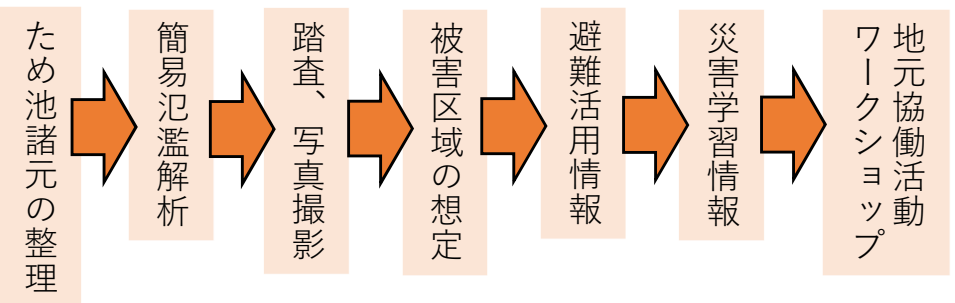 ため池諸元の整理
簡易氾濫解析
踏査、写真撮影
被害区域の想定
避難活用情報
災害学習情報
地元協働活動
ワークショップ